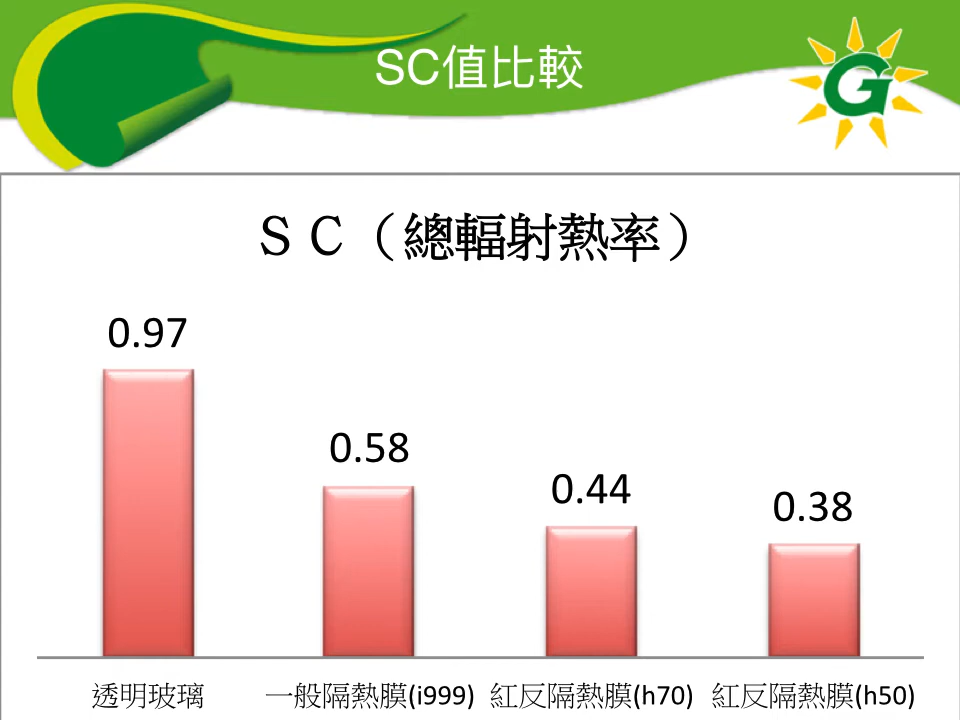 SC值比較
G
ＳＣ（總輻射熱率）
0.97
0.58
0.44
0.38
透明玻璃
一般隔熱膜(i999)
紅反隔熱膜(h70)
紅反隔熱膜(h50)